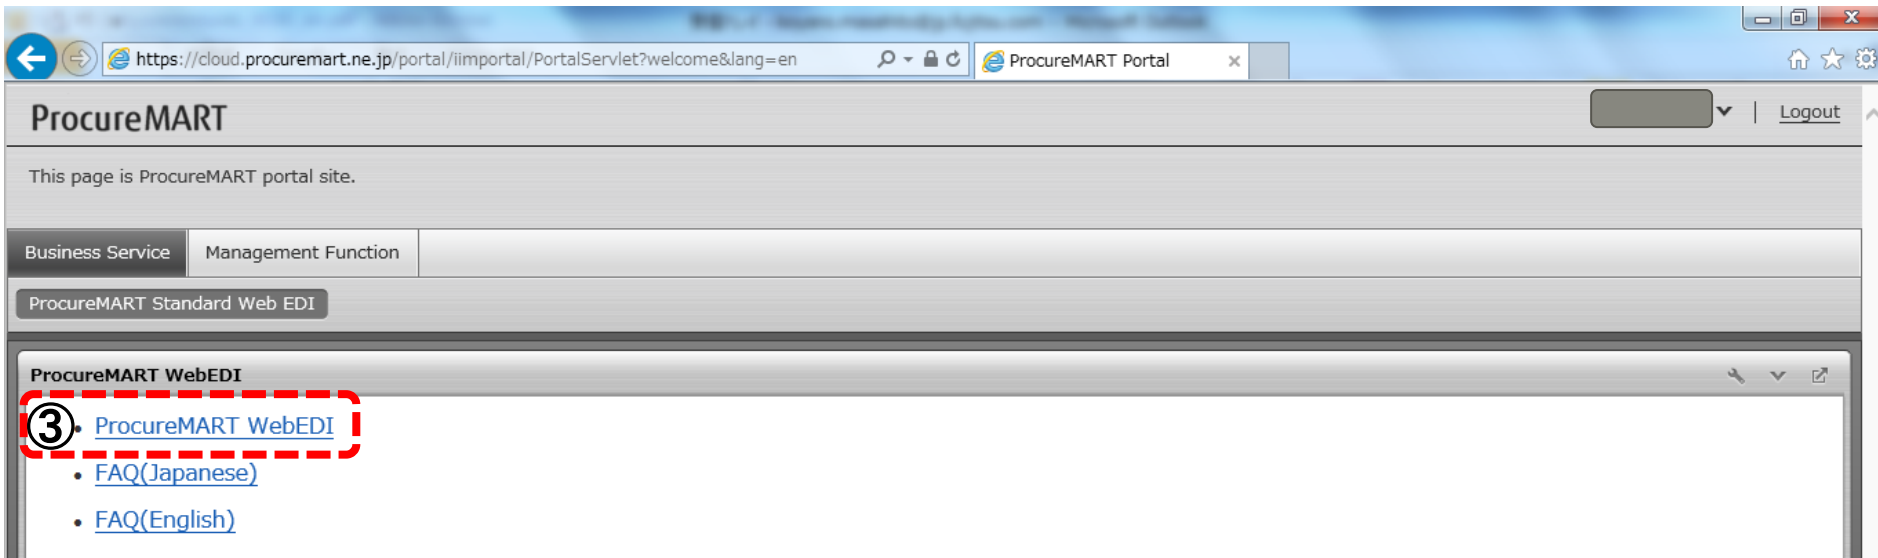 https://cloud.procuremart.ne.jp/portal/iimportal/PortalServlet?welcome&lang=en
ProcureMART Portal
ProcureMART
Logout
This page is ProcureMART portal site.
Business Service
Management Function
ProcureMART Standard Web EDI
ProcureMART WebEDI
③
• ProcureMART WebEDI
• FAQ(Japanese)
• FAQ(English)